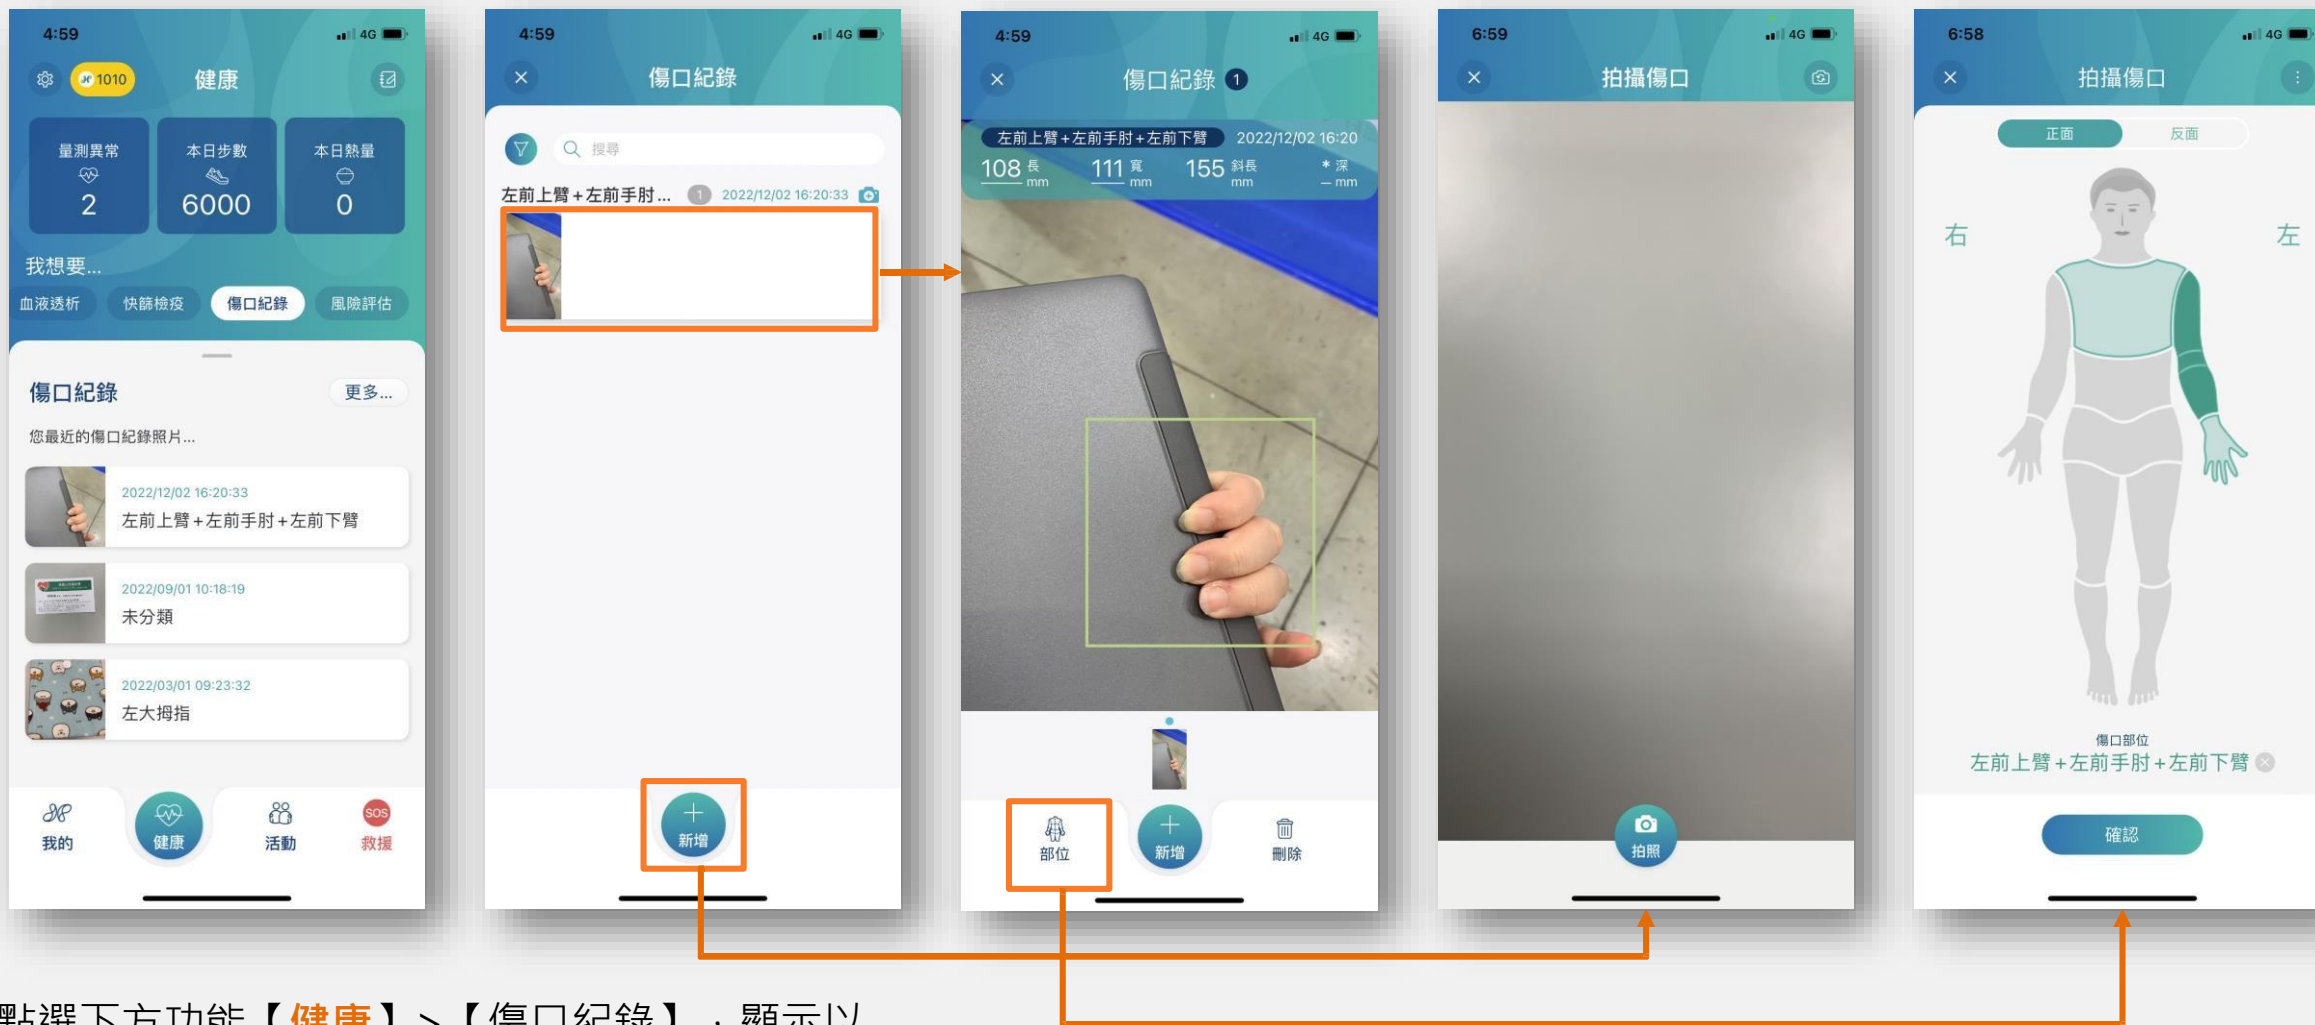 4:59
4G
1010
健康
量測異常
2
本日步數
6000
本日熱量
0
我想要...
血液透析
快篩檢疫
傷口紀錄
風險評估
傷口紀錄
更多...
您最近的傷口紀錄照片...
2022/12/02 16:20:33
左前上臂+左前手肘+左前下臂
2022/09/01 10:18:19
未分類
2022/03/01 09:23:32
左大拇指
我的
健康
活動
SOS
救援
4:59
4G
傷口紀錄
搜尋
左前上臂+左前手肘... 1 2022/12/02 16:20:33
新增
4:59
4G
傷口紀錄 1
左前上臂+左前手肘+左前下臂 2022/12/02 16:20
108 長 mm
111 寬 mm
155 斜長 mm
* 深 — mm
部位
新增
刪除
6:59
4G
拍攝傷口
拍照
6:58
4G
拍攝傷口
正面
反面
右
左
傷口部位
左前上臂+左前手肘+左前下臂
確認
點選下方功能【健康】>【傷口紀錄】，顯示以